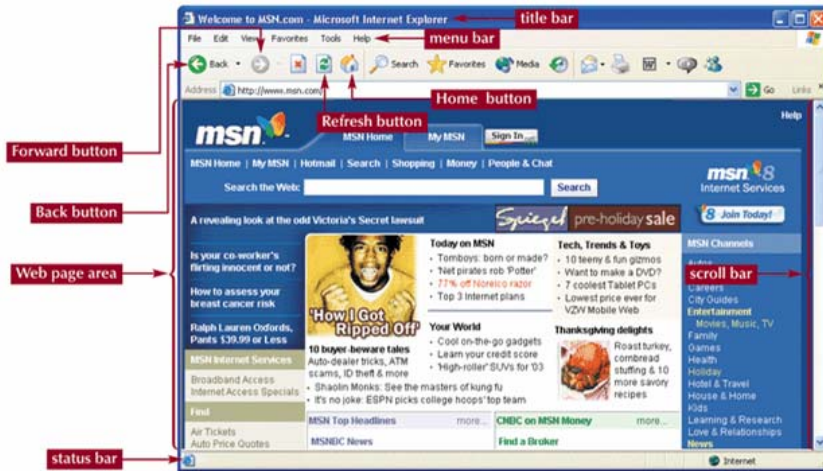 Welcome to MSN.com - Microsoft Internet Explorer
title bar
File Edit View Favorites Tools Help
menu bar
Back Search Favorites Media
Address http://www.msn.com/ Go Links
Home button
Refresh button
Forward button
Back button
Web page area
scroll bar
status bar
Help
msn
MSN Home My MSN Sign In
MSN Home | My MSN | Hotmail | Search | Shopping | Money | People & Chat
Search the Web: Search
msn 8
Internet Services
8 Join Today!
A revealing look at the odd Victoria's Secret lawsuit
Spiegel pre-holiday sale
Is your co-worker's
flirting innocent or not?
How to assess your
breast cancer risk
Ralph Lauren Oxfords,
Pants $39.99 or Less
MSN Internet Services
Broadband Access
Internet Access Specials
Find
Air Tickets
Auto Price Quotes
'How I Got
Ripped Off'
10 buyer-beware tales
Auto-dealer tricks, ATM
scams, ID theft & more
· Shaolin Monks: See the masters of kung fu
· It's no joke: ESPN picks college hoops' top team
Today on MSN
· Tomboys: born or made?
· 'Net pirates rob 'Potter'
· 77% off Norelco razor
· Top 3 Internet plans
Your World
· Cool on-the-go gadgets
· Learn your credit score
· 'High-roller' SUVs for '03
Tech, Trends & Toys
· 10 teeny & fun gizmos
· Want to make a DVD?
· 7 coolest Tablet PCs
· Lowest price ever for
VZW Mobile Web
Thanksgiving delights
Roast turkey,
cornbread
stuffing & 10
more savory
recipes
MSN Top Headlines more...
MSNBC News
CNBC on MSN Money more...
Find a Broker
MSN Channels
Autos
Careers
City Guides
Entertainment
Movies, Music, TV
Family
Games
Health
Holiday
Hotel & Travel
House & Home
Kids
Learning & Research
Love & Relationships
News
Internet